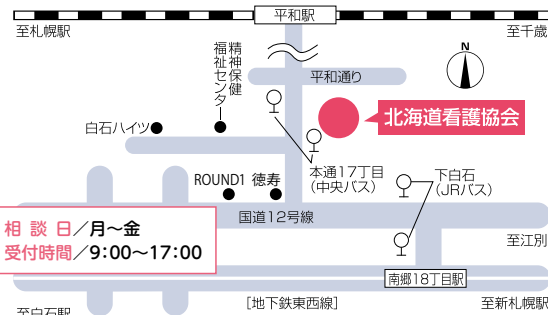 平和駅
至札幌駅
至千歳
N
精神保健
福祉センター
平和通り
北海道看護協会
白石ハイツ
本通17丁目
(中央バス)
下白石
(JRバス)
ROUND1 徳寿
国道12号線
相談日／月〜金
受付時間／9:00〜17:00
至江別
南郷18丁目駅
至白石駅
[地下鉄東西線]
至新札幌駅